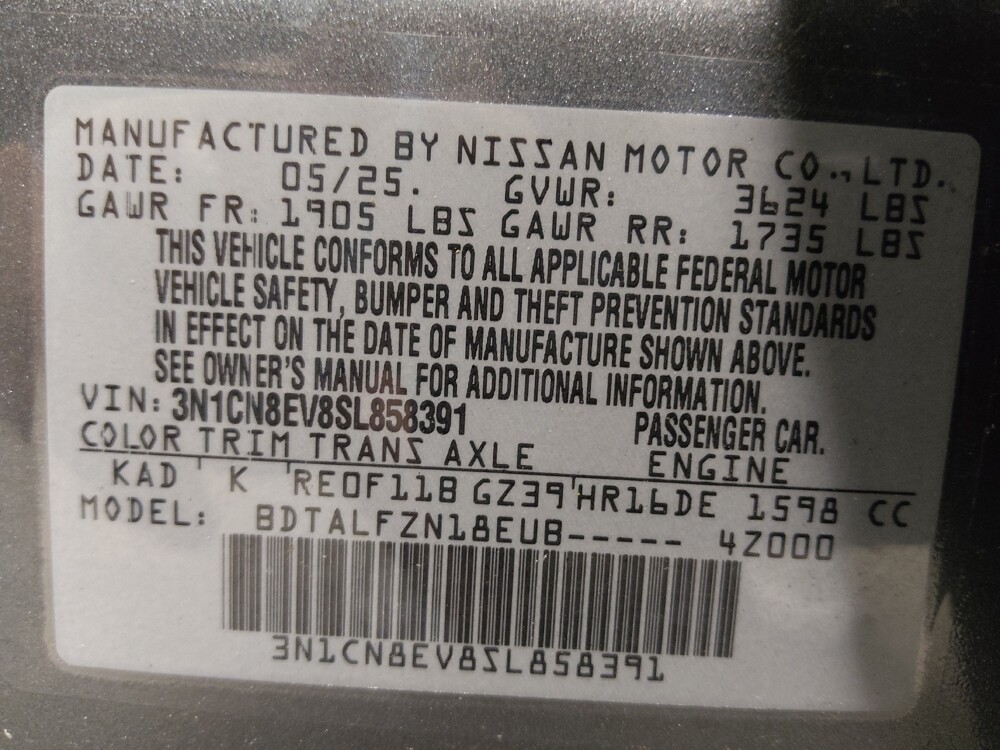 MANUFACTURED BY NISSAN MOTOR CO., LTD.
DATE: 05/25. GVWR: 3624 LBS
GAWR FR: 1905 LBS GAWR RR: 1735 LBS
THIS VEHICLE CONFORMS TO ALL APPLICABLE FEDERAL MOTOR
VEHICLE SAFETY, BUMPER AND THEFT PREVENTION STANDARDS
IN EFFECT ON THE DATE OF MANUFACTURE SHOWN ABOVE.
SEE OWNER'S MANUAL FOR ADDITIONAL INFORMATION.
VIN: 3N1CN8EV8SL858391 PASSENGER CAR.
COLOR TRIM TRANS AXLE ENGINE
KAD K RE0F11B GZ39 HR16DE 1598 CC
MODEL: BDTALFZN18EUB----- 4Z000
3N1CN8EV8SL858391